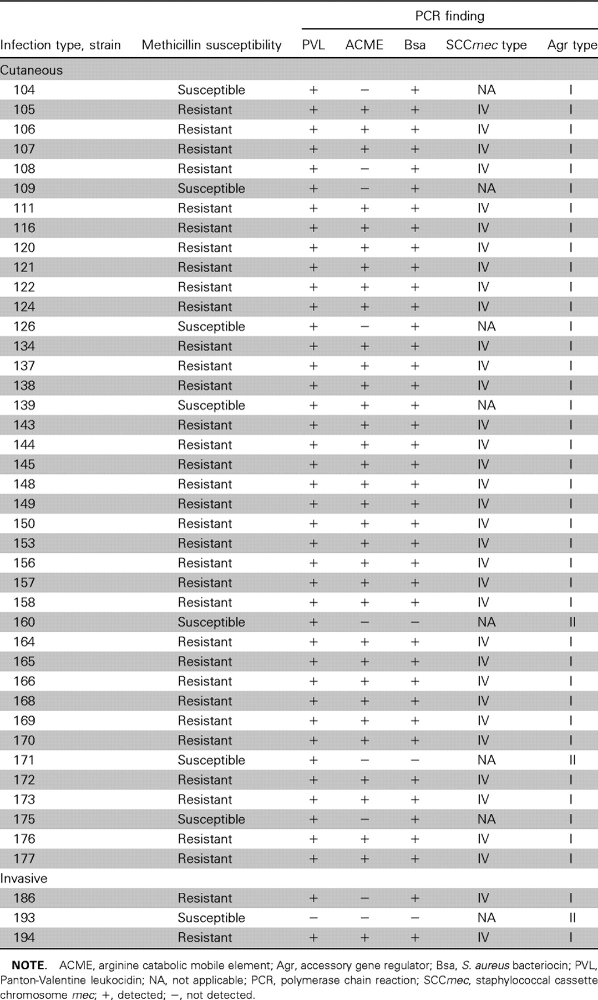 PCR finding
Infection type, strain Methicillin susceptibility PVL ACME Bsa SCCmec type Agr type
Cutaneous
104 Susceptible + − + NA I
105 Resistant + + + IV I
106 Resistant + + + IV I
107 Resistant + + + IV I
108 Resistant + − + IV I
109 Susceptible + − + NA I
111 Resistant + + + IV I
116 Resistant + + + IV I
120 Resistant + + + IV I
121 Resistant + + + IV I
122 Resistant + + + IV I
124 Resistant + + + IV I
126 Susceptible + − + NA I
134 Resistant + + + IV I
137 Resistant + + + IV I
138 Resistant + + + IV I
139 Susceptible + + + NA I
143 Resistant + + + IV I
144 Resistant + + + IV I
145 Resistant + + + IV I
148 Resistant + + + IV I
149 Resistant + + + IV I
150 Resistant + + + IV I
153 Resistant + + + IV I
156 Resistant + + + IV I
157 Resistant + + + IV I
158 Resistant + + + IV I
160 Susceptible + − − NA II
164 Resistant + + + IV I
165 Resistant + + + IV I
166 Resistant + + + IV I
168 Resistant + + + IV I
169 Resistant + + + IV I
170 Resistant + + + IV I
171 Susceptible + − − NA II
172 Resistant + + + IV I
173 Resistant + + + IV I
175 Susceptible + − + NA I
176 Resistant + + + IV I
177 Resistant + + + IV I
Invasive
186 Resistant + − + IV I
193 Susceptible − − − NA II
194 Resistant + + + IV I
NOTE. ACME, arginine catabolic mobile element; Agr, accessory gene regulator; Bsa, S. aureus bacteriocin; PVL,
Panton-Valentine leukocidin; NA, not applicable; PCR, polymerase chain reaction; SCCmec, staphylococcal cassette
chromosome mec; +, detected; −, not detected.